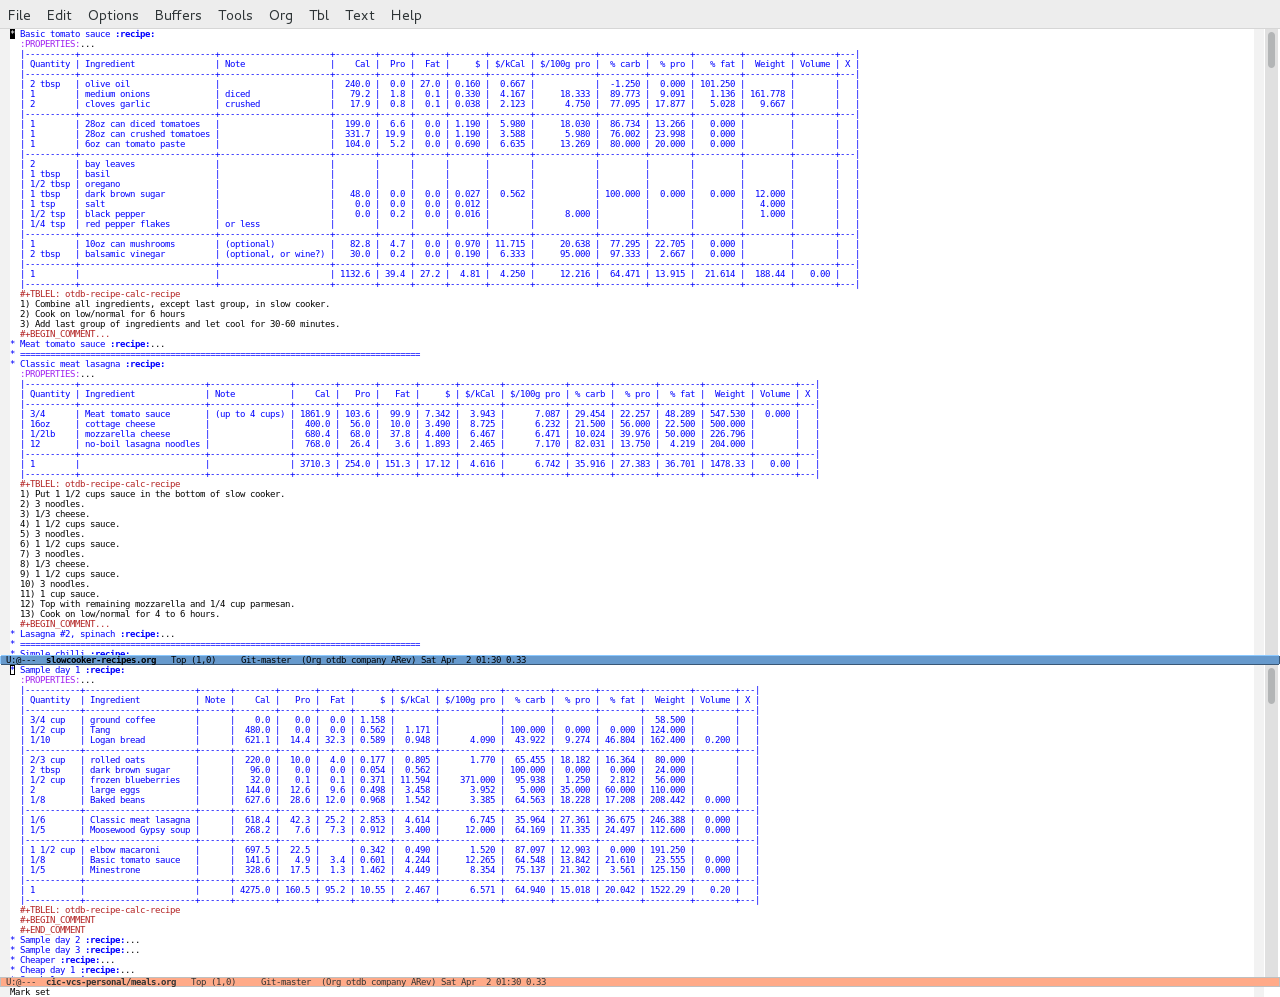 File Edit Options Buffers Tools Org Tbl Text Help
* Basic tomato sauce :recipe:
:PROPERTIES:...
|----------+---------------------------+----------------------+--------+------+------+-------+--------+------------+---------+--------+---------+---------+--------+---|
| Quantity | Ingredient | Note | Cal | Pro | Fat | $ | $/kCal | $/100g pro | % carb | % pro | % fat | Weight | Volume | X |
|----------+---------------------------+----------------------+--------+------+------+-------+--------+------------+---------+--------+---------+---------+--------+---|
| 2 tbsp | olive oil | | 240.0 | 0.0 | 27.0 | 0.160 | 0.667 | | -1.250 | 0.000 | 101.250 | | | |
| 1 | medium onions | diced | 79.2 | 1.8 | 0.1 | 0.330 | 4.167 | 18.333 | 89.773 | 9.091 | 1.136 | 161.778 | | |
| 2 | cloves garlic | crushed | 17.9 | 0.8 | 0.1 | 0.038 | 2.123 | 4.750 | 77.095 | 17.877 | 5.028 | 9.667 | | |
|----------+---------------------------+----------------------+--------+------+------+-------+--------+------------+---------+--------+---------+---------+--------+---|
| 1 | 28oz can diced tomatoes | | 199.0 | 6.6 | 0.0 | 1.190 | 5.980 | 18.030 | 86.734 | 13.266 | 0.000 | | | |
| 1 | 28oz can crushed tomatoes | | 331.7 | 19.9 | 0.0 | 1.190 | 3.588 | 5.980 | 76.002 | 23.998 | 0.000 | | | |
| 1 | 6oz can tomato paste | | 104.0 | 5.2 | 0.0 | 0.690 | 6.635 | 13.269 | 80.000 | 20.000 | 0.000 | | | |
|----------+---------------------------+----------------------+--------+------+------+-------+--------+------------+---------+--------+---------+---------+--------+---|
| 2 | bay leaves | | | | | | | | | | | | | |
| 1 tbsp | basil | | | | | | | | | | | | | |
| 1/2 tbsp | oregano | | | | | | | | | | | | | |
| 1 tbsp | dark brown sugar | | 48.0 | 0.0 | 0.0 | 0.027 | 0.562 | | 100.000 | 0.000 | 0.000 | 12.000 | | |
| 1 tsp | salt | | 0.0 | 0.0 | 0.0 | 0.012 | | | | | | 4.000 | | |
| 1/2 tsp | black pepper | | 0.0 | 0.2 | 0.0 | 0.016 | | 8.000 | | | | 1.000 | | |
| 1/4 tsp | red pepper flakes | or less | | | | | | | | | | | | |
|----------+---------------------------+----------------------+--------+------+------+-------+--------+------------+---------+--------+---------+---------+--------+---|
| 1 | 10oz can mushrooms | (optional) | 82.8 | 4.7 | 0.0 | 0.970 | 11.715 | 20.638 | 77.295 | 22.705 | 0.000 | | | |
| 2 tbsp | balsamic vinegar | (optional, or wine?) | 30.0 | 0.2 | 0.0 | 0.190 | 6.333 | 95.000 | 97.333 | 2.667 | 0.000 | | | |
|----------+---------------------------+----------------------+--------+------+------+-------+--------+------------+---------+--------+---------+---------+--------+---|
| 1 | | | 1132.6 | 39.4 | 27.2 | 4.81 | 4.250 | 12.216 | 64.471 | 13.915 | 21.614 | 188.44 | 0.00 | |
|----------+---------------------------+----------------------+--------+------+------+-------+--------+------------+---------+--------+---------+---------+--------+---|
#+TBLEL: otdb-recipe-calc-recipe
1) Combine all ingredients, except last group, in slow cooker.
2) Cook on low/normal for 6 hours
3) Add last group of ingredients and let cool for 30-60 minutes.
#+BEGIN_COMMENT...
* Meat tomato sauce :recipe:...
* ================================================================================
* Classic meat lasagna :recipe:
:PROPERTIES:...
|----------+-------------------------+----------------+--------+-------+-------+-------+--------+------------+--------+--------+--------+---------+--------+---|
| Quantity | Ingredient | Note | Cal | Pro | Fat | $ | $/kCal | $/100g pro | % carb | % pro | % fat | Weight | Volume | X |
|----------+-------------------------+----------------+--------+-------+-------+-------+--------+------------+--------+--------+--------+---------+--------+---|
| 3/4 | Meat tomato sauce | (up to 4 cups) | 1861.9 | 103.6 | 99.9 | 7.342 | 3.943 | 7.087 | 29.454 | 22.257 | 48.289 | 547.530 | 0.000 | |
| 16oz | cottage cheese | | 400.0 | 56.0 | 10.0 | 3.490 | 8.725 | 6.232 | 21.500 | 56.000 | 22.500 | 500.000 | | |
| 1/2lb | mozzarella cheese | | 680.4 | 68.0 | 37.8 | 4.400 | 6.467 | 6.471 | 10.024 | 39.976 | 50.000 | 226.796 | | |
| 12 | no-boil lasagna noodles | | 768.0 | 26.4 | 3.6 | 1.893 | 2.465 | 7.170 | 82.031 | 13.750 | 4.219 | 204.000 | | |
|----------+-------------------------+----------------+--------+-------+-------+-------+--------+------------+--------+--------+--------+---------+--------+---|
| 1 | | | 3710.3 | 254.0 | 151.3 | 17.12 | 4.616 | 6.742 | 35.916 | 27.383 | 36.701 | 1478.33 | 0.00 | |
|----------+-------------------------+----------------+--------+-------+-------+-------+--------+------------+--------+--------+--------+---------+--------+---|
#+TBLEL: otdb-recipe-calc-recipe
1) Put 1 1/2 cups sauce in the bottom of slow cooker.
2) 3 noodles.
3) 1/3 cheese.
4) 1 1/2 cups sauce.
5) 3 noodles.
6) 1 1/2 cups sauce.
7) 3 noodles.
8) 1/3 cheese.
9) 1 1/2 cups sauce.
10) 3 noodles.
11) 1 cup sauce.
12) Top with remaining mozzarella and 1/4 cup parmesan.
13) Cook on low/normal for 4 to 6 hours.
#+BEGIN_COMMENT...
* Lasagna #2, spinach :recipe:...
* ================================================================================
* Simple chilli :recipe:
U:@--- slowcooker-recipes.org Top (1,0) Git-master (Org otdb company ARev) Sat Apr 2 01:30 0.33
* Sample day 1 :recipe:
:PROPERTIES:...
|-----------+----------------------+------+--------+-------+------+-------+--------+------------+---------+--------+--------+---------+--------+---|
| Quantity | Ingredient | Note | Cal | Pro | Fat | $ | $/kCal | $/100g pro | % carb | % pro | % fat | Weight | Volume | X |
|-----------+----------------------+------+--------+-------+------+-------+--------+------------+---------+--------+--------+---------+--------+---|
| 3/4 cup | ground coffee | | 0.0 | 0.0 | 0.0 | 1.158 | | | | | | 58.500 | | |
| 1/2 cup | Tang | | 480.0 | 0.0 | 0.0 | 0.562 | 1.171 | | 100.000 | 0.000 | 0.000 | 124.000 | | |
| 1/10 | Logan bread | | 621.1 | 14.4 | 32.3 | 0.589 | 0.948 | 4.090 | 43.922 | 9.274 | 46.804 | 162.400 | 0.200 | |
|-----------+----------------------+------+--------+-------+------+-------+--------+------------+---------+--------+--------+---------+--------+---|
| 2/3 cup | rolled oats | | 220.0 | 10.0 | 4.0 | 0.177 | 0.805 | 1.770 | 65.455 | 18.182 | 16.364 | 80.000 | | |
| 2 tbsp | dark brown sugar | | 96.0 | 0.0 | 0.0 | 0.054 | 0.562 | | 100.000 | 0.000 | 0.000 | 24.000 | | |
| 1/2 cup | frozen blueberries | | 32.0 | 0.1 | 0.1 | 0.371 | 11.594 | 371.000 | 95.938 | 1.250 | 2.812 | 56.000 | | |
| 2 | large eggs | | 144.0 | 12.6 | 9.6 | 0.498 | 3.458 | 3.952 | 5.000 | 35.000 | 60.000 | 110.000 | | |
| 1/8 | Baked beans | | 627.6 | 28.6 | 12.0 | 0.968 | 1.542 | 3.385 | 64.563 | 18.228 | 17.208 | 208.442 | 0.000 | |
|-----------+----------------------+------+--------+-------+------+-------+--------+------------+---------+--------+--------+---------+--------+---|
| 1/6 | Classic meat lasagna | | 618.4 | 42.3 | 25.2 | 2.853 | 4.614 | 6.745 | 35.964 | 27.361 | 36.675 | 246.388 | 0.000 | |
| 1/5 | Moosewood Gypsy soup | | 268.2 | 7.6 | 7.3 | 0.912 | 3.400 | 12.000 | 64.169 | 11.335 | 24.497 | 112.600 | 0.000 | |
|-----------+----------------------+------+--------+-------+------+-------+--------+------------+---------+--------+--------+---------+--------+---|
| 1 1/2 cup | elbow macaroni | | 697.5 | 22.5 | | 0.342 | 0.490 | 1.520 | 87.097 | 12.903 | 0.000 | 191.250 | | |
| 1/8 | Basic tomato sauce | | 141.6 | 4.9 | 3.4 | 0.601 | 4.244 | 12.265 | 64.548 | 13.842 | 21.610 | 23.555 | 0.000 | |
| 1/5 | Minestrone | | 328.6 | 17.5 | 1.3 | 1.462 | 4.449 | 8.354 | 75.137 | 21.302 | 3.561 | 125.150 | 0.000 | |
|-----------+----------------------+------+--------+-------+------+-------+--------+------------+---------+--------+--------+---------+--------+---|
| 1 | | | 4275.0 | 160.5 | 95.2 | 10.55 | 2.467 | 6.571 | 64.940 | 15.018 | 20.042 | 1522.29 | 0.20 | |
|-----------+----------------------+------+--------+-------+------+-------+--------+------------+---------+--------+--------+---------+--------+---|
#+TBLEL: otdb-recipe-calc-recipe
#+BEGIN_COMMENT
#+END_COMMENT
* Sample day 2 :recipe:...
* Sample day 3 :recipe:...
* Cheaper :recipe:...
* Cheap day 1 :recipe:...
U:@--- cic-vcs-personal/meals.org Top (1,0) Git-master (Org otdb company ARev) Sat Apr 2 01:30 0.33
Mark set